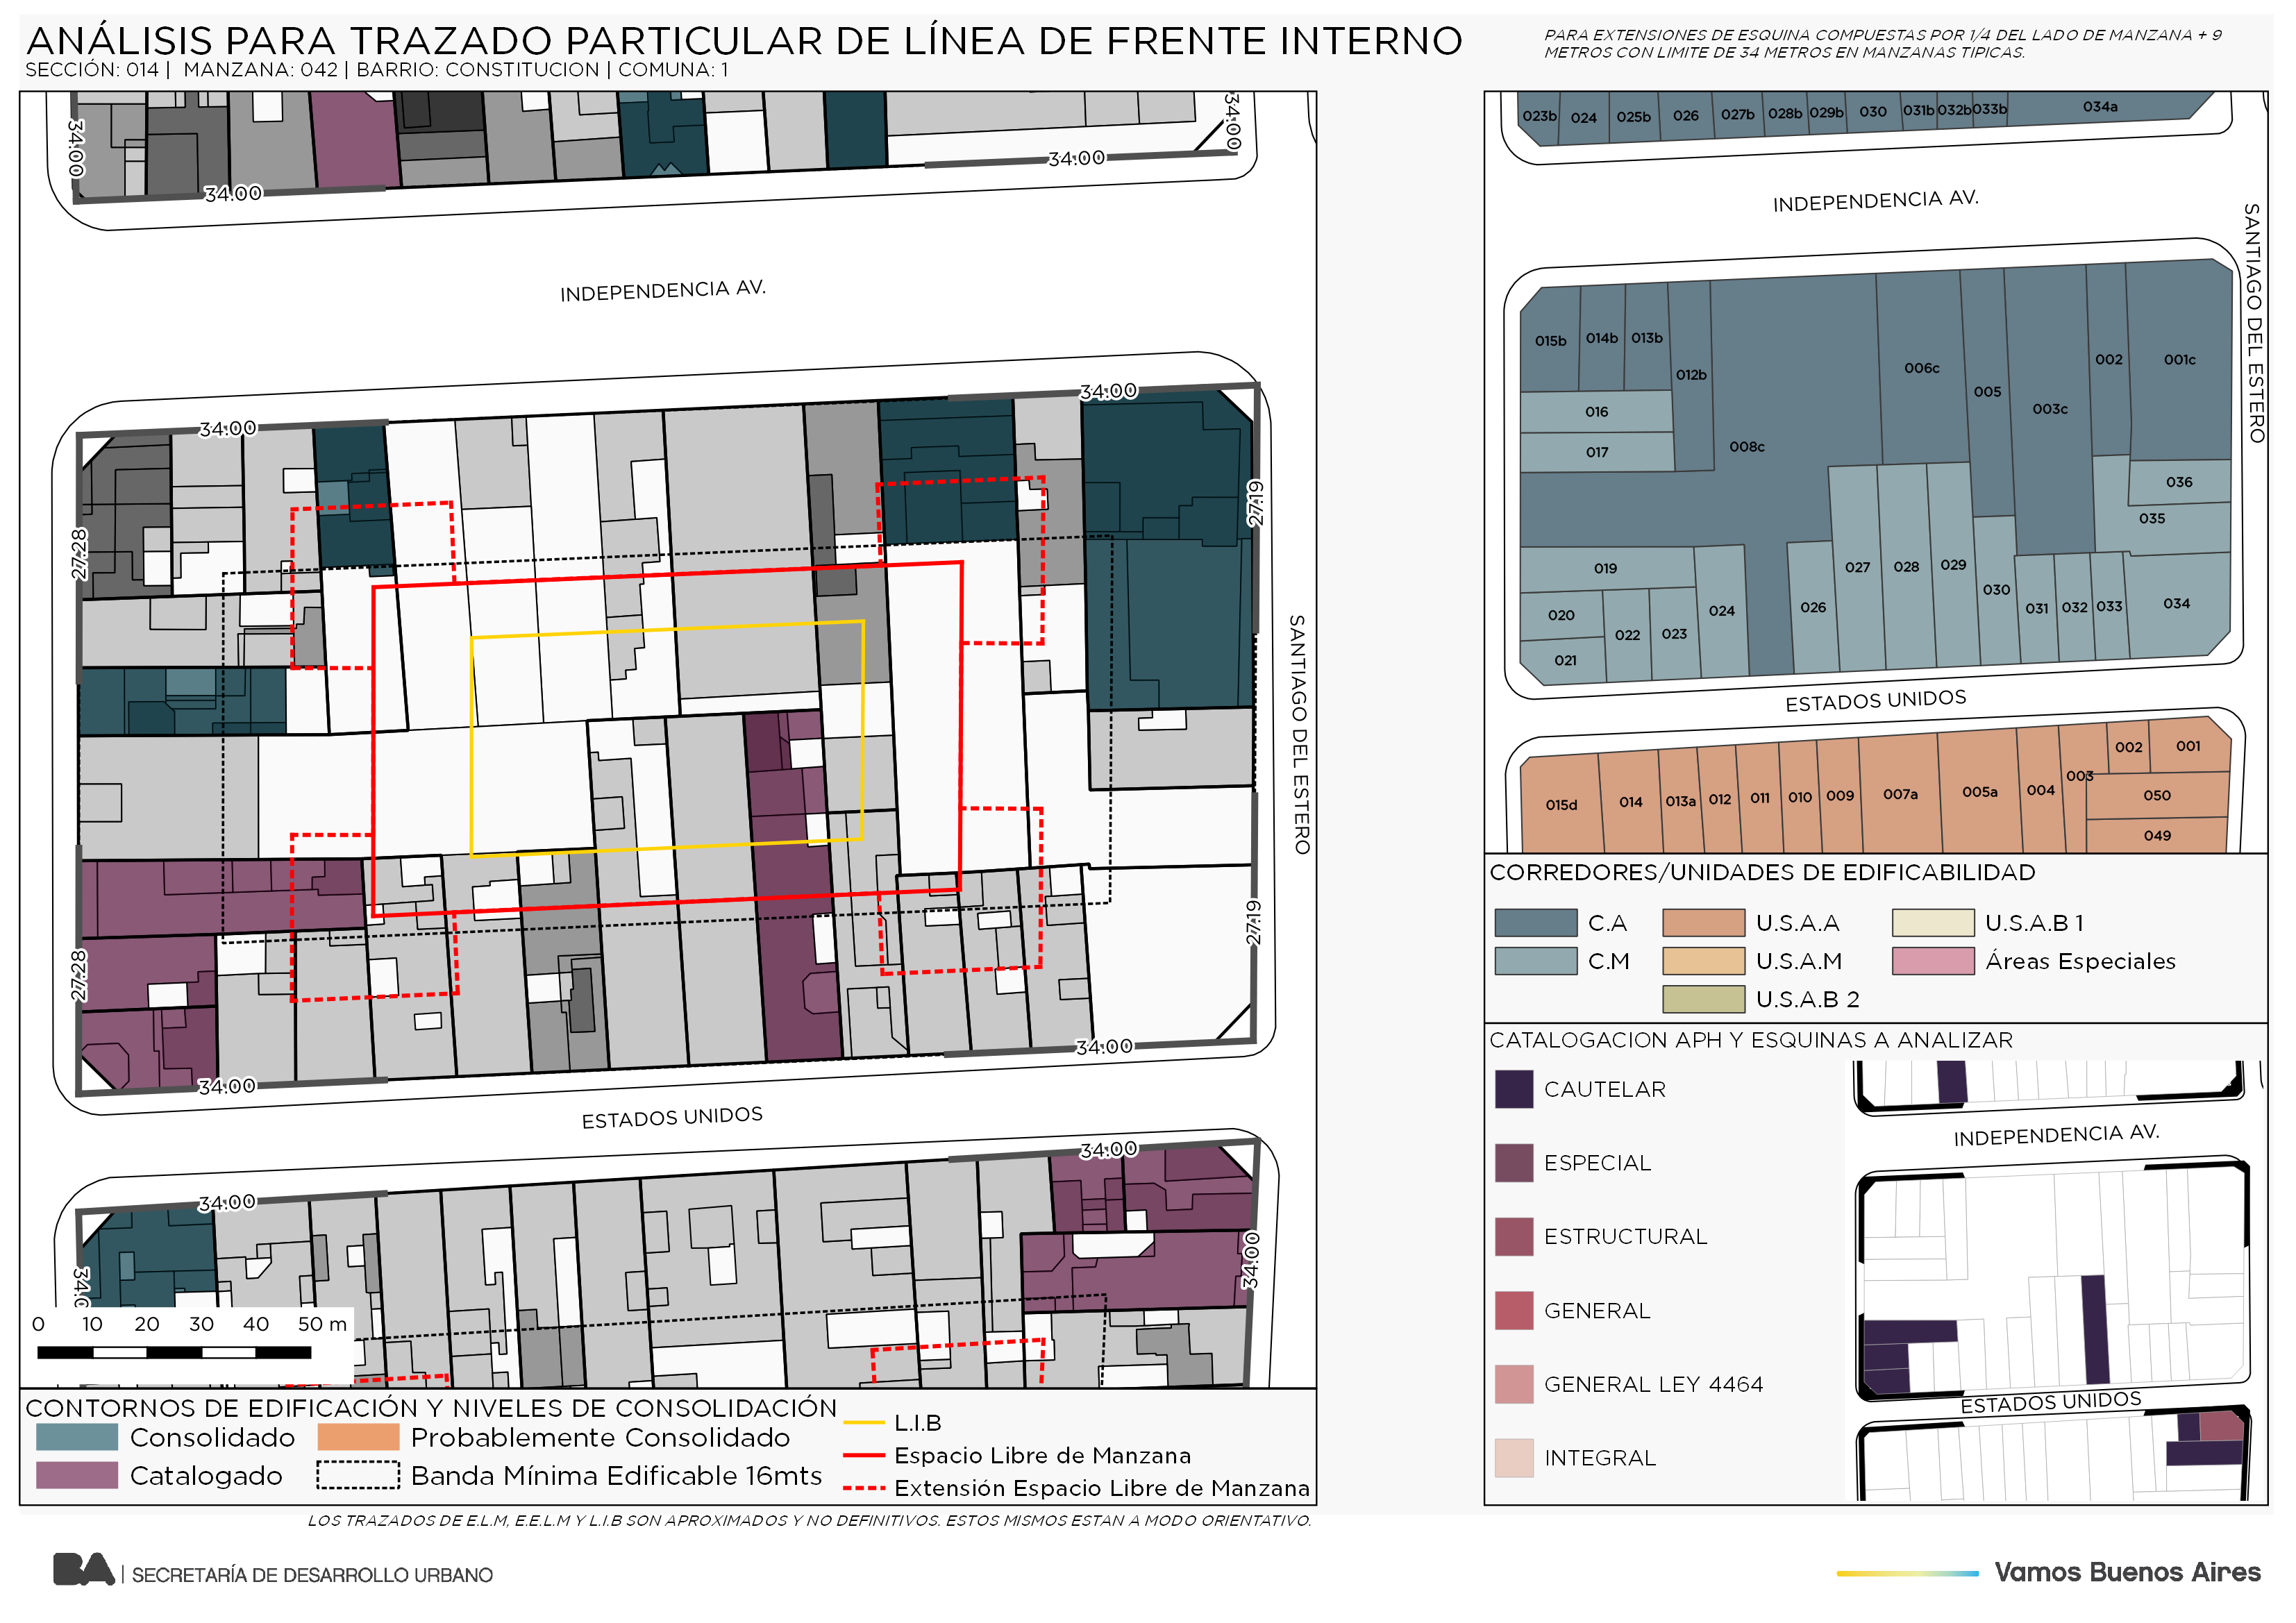 ANÁLISIS PARA TRAZADO PARTICULAR DE LÍNEA DE FRENTE INTERNO
SECCIÓN: 014 | MANZANA: 042 | BARRIO: CONSTITUCION | COMUNA: 1
PARA EXTENSIONES DE ESQUINA COMPUESTAS POR 1/4 DEL LADO DE MANZANA + 9
METROS CON LIMITE DE 34 METROS EN MANZANAS TIPICAS.
34.00
34.00
34.00
34.00
INDEPENDENCIA AV.
34.00
34.00
27.28
27.19
SANTIAGO DEL ESTERO
27.28
27.19
34.00
34.00
ESTADOS UNIDOS
34.00
34.00
34.00
0 10 20 30 40 50 m
CONTORNOS DE EDIFICACIÓN Y NIVELES DE CONSOLIDACIÓN
Consolidado
Probablemente Consolidado
Catalogado
Banda Mínima Edificable 16mts
L.I.B
Espacio Libre de Manzana
Extensión Espacio Libre de Manzana
LOS TRAZADOS DE E.L.M, E.E.L.M Y L.I.B SON APROXIMADOS Y NO DEFINITIVOS. ESTOS MISMOS ESTAN A MODO ORIENTATIVO.
023b 024 025b 026 027b 028b 029b 030 031b 032b 033b 034a
INDEPENDENCIA AV.
SANTIAGO DEL ESTERO
015b 014b 013b 012b 006c 005 003c 002 001c
016
017
008c
036
035
019
020
021
022 023 024 026 027 028 029 030 031 032 033 034
ESTADOS UNIDOS
015d 014 013a 012 011 010 009 007a 005a 004 003 002 001
050
049
CORREDORES/UNIDADES DE EDIFICABILIDAD
C.A
U.S.A.A
U.S.A.B 1
C.M
U.S.A.M
Áreas Especiales
U.S.A.B 2
CATALOGACION APH Y ESQUINAS A ANALIZAR
CAUTELAR
ESPECIAL
ESTRUCTURAL
GENERAL
GENERAL LEY 4464
INTEGRAL
INDEPENDENCIA AV.
ESTADOS UNIDOS
BA | SECRETARÍA DE DESARROLLO URBANO
Vamos Buenos Aires